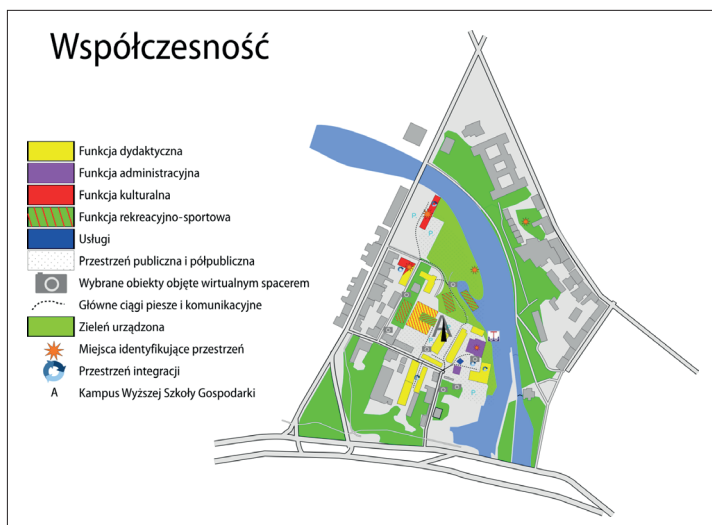 Współczesność
Funkcja dydaktyczna
Funkcja administracyjna
Funkcja kulturalna
Funkcja rekreacyjno-sportowa
Usługi
Przestrzeń publiczna i półpubliczna
Wybrane obiekty objęte wirtualnym spacerem
Główne ciągi piesze i komunikacyjne
Zieleń urządzona
Miejsca identyfikujące przestrzeń
Przestrzeń integracji
A Kampus Wyższej Szkoły Gospodarki
P
P
A